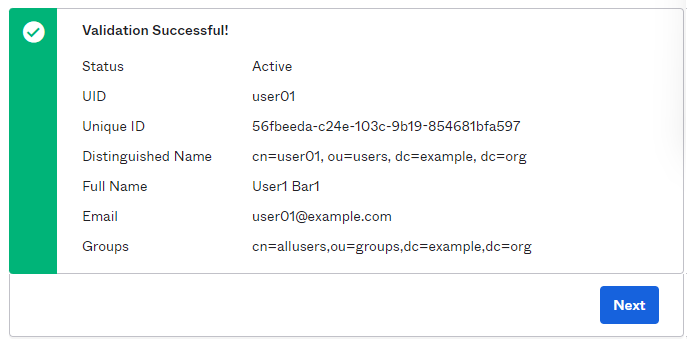 Validation Successful!
Status Active
UID user01
Unique ID 56fbeeda-c24e-103c-9b19-854681bfa597
Distinguished Name cn=user01, ou=users, dc=example, dc=org
Full Name User1 Bar1
Email user01@example.com
Groups cn=allusers,ou=groups,dc=example,dc=org
Next